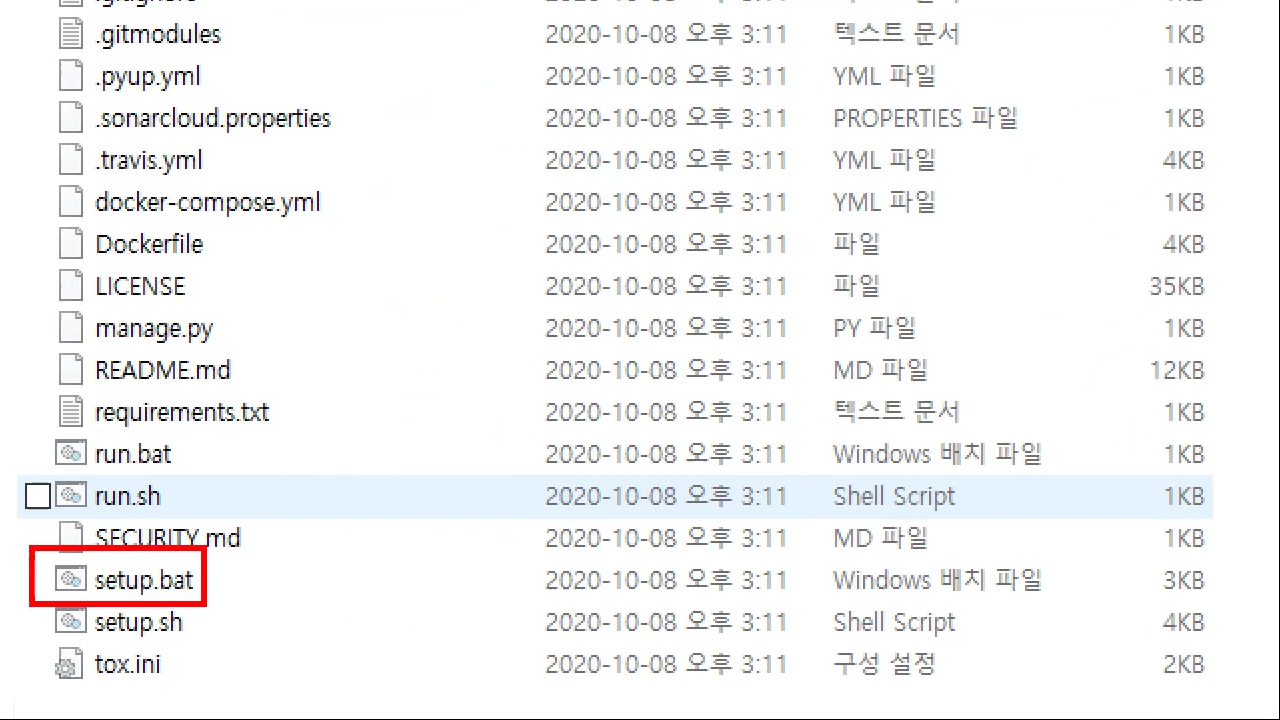 .gitmodules 2020-10-08 오후 3:11 텍스트 문서 1KB
.pyup.yml 2020-10-08 오후 3:11 YML 파일 1KB
.sonarcloud.properties 2020-10-08 오후 3:11 PROPERTIES 파일 1KB
.travis.yml 2020-10-08 오후 3:11 YML 파일 4KB
docker-compose.yml 2020-10-08 오후 3:11 YML 파일 1KB
Dockerfile 2020-10-08 오후 3:11 파일 4KB
LICENSE 2020-10-08 오후 3:11 파일 35KB
manage.py 2020-10-08 오후 3:11 PY 파일 1KB
README.md 2020-10-08 오후 3:11 MD 파일 12KB
requirements.txt 2020-10-08 오후 3:11 텍스트 문서 1KB
run.bat 2020-10-08 오후 3:11 Windows 배치 파일 1KB
run.sh 2020-10-08 오후 3:11 Shell Script 1KB
SECURITY.md 2020-10-08 오후 3:11 MD 파일 1KB
setup.bat 2020-10-08 오후 3:11 Windows 배치 파일 3KB
setup.sh 2020-10-08 오후 3:11 Shell Script 4KB
tox.ini 2020-10-08 오후 3:11 구성 설정 2KB